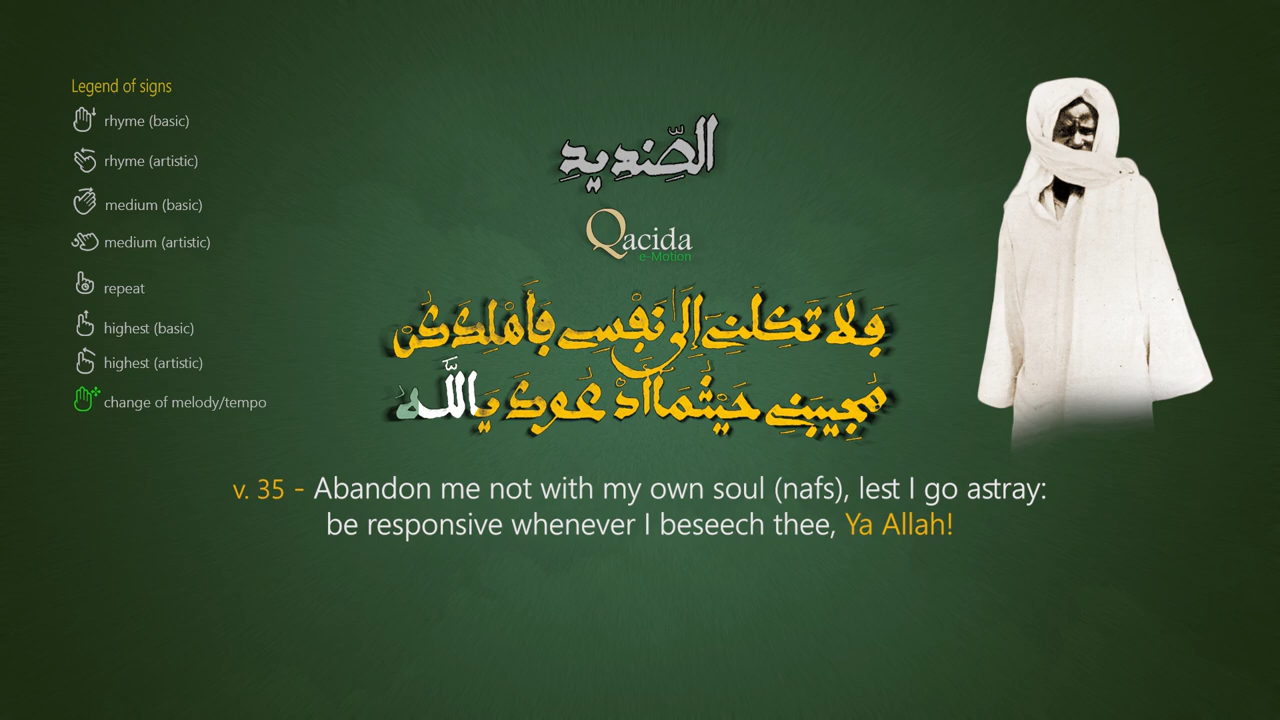 Legend of signs
rhyme (basic)
rhyme (artistic)
medium (basic)
medium (artistic)
repeat
highest (basic)
highest (artistic)
change of melody/tempo
الصِّنديدِ
Qacida
e-Motion
فَلَا تَكِلْنِي إِلَىٰ نَفْسِي فَأَهْلِكَ كُنْ
مُجِيبَنِي حَيْثُمَا أَدْعُوكَ يَا اللَّهُ
v. 35 - Abandon me not with my own soul (nafs), lest I go astray:
be responsive whenever I beseech thee, Ya Allah!